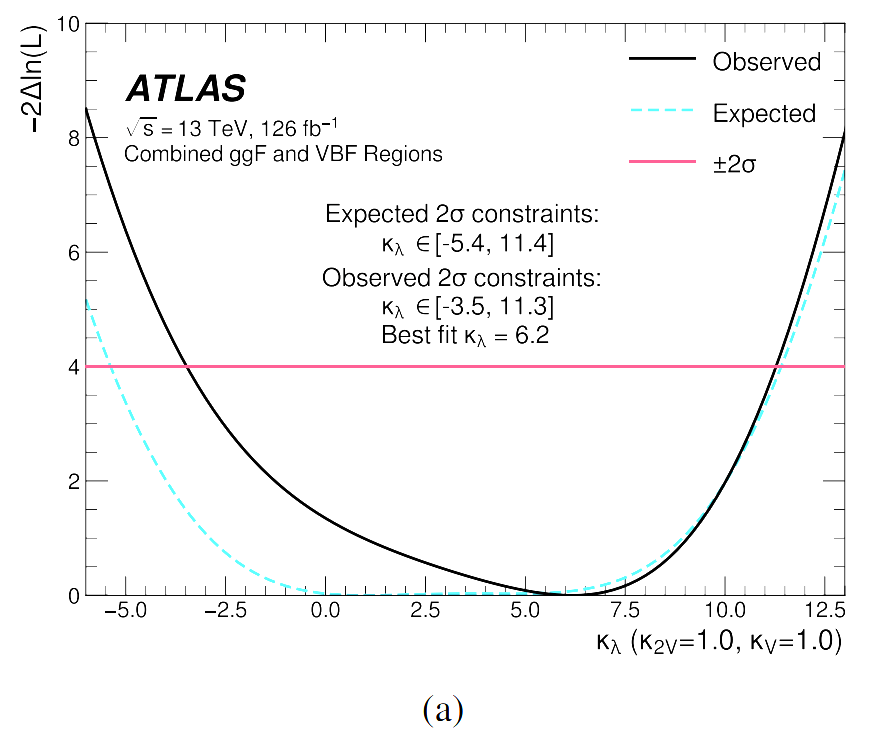 10
8
6
4
2
0
−2Δln(L)
ATLAS
√s = 13 TeV, 126 fb⁻¹
Combined ggF and VBF Regions
Observed
Expected
±2σ
Expected 2σ constraints:
κλ ∈[-5.4, 11.4]
Observed 2σ constraints:
κλ ∈[-3.5, 11.3]
Best fit κλ = 6.2
−5.0 −2.5 0.0 2.5 5.0 7.5 10.0 12.5
κλ (κ2V=1.0, κV=1.0)
(a)